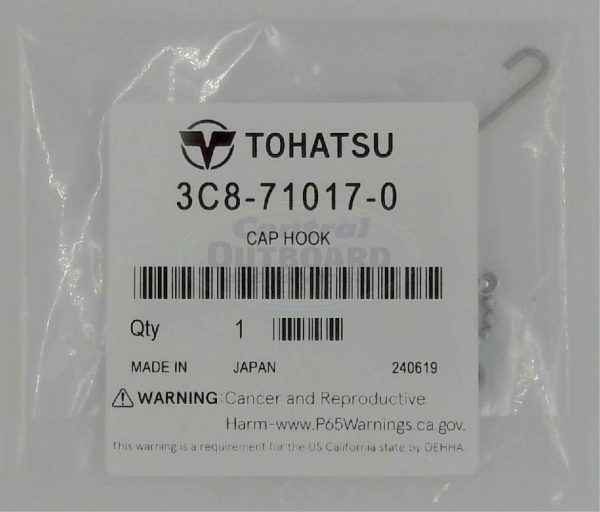 TOHATSU
3C8-71017-0
Central
OUTBOARD
CAP HOOK
Qty 1
MADE IN JAPAN 240619
WARNING:Cancer and Reproductive
Harm-www.P65Warnings.ca.gov.
This warning is a requirement for the US California state by OEHHA.